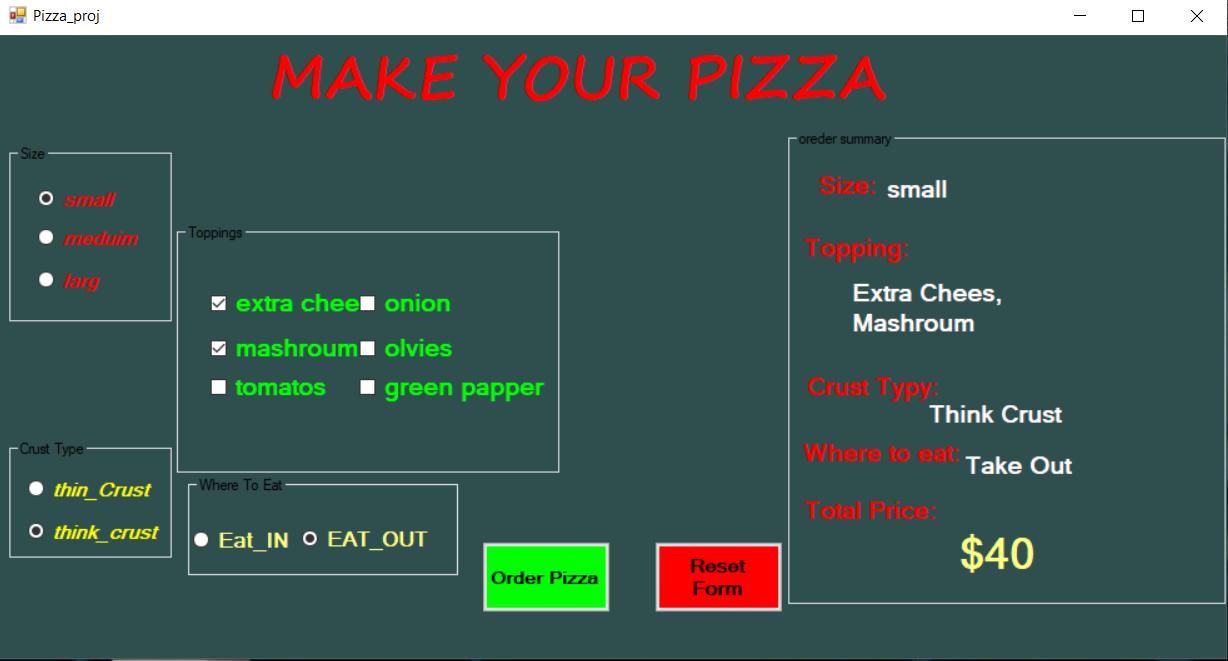 Pizza_proj
MAKE YOUR PIZZA
Size
small
meduim
larg
Toppings
extra chee
onion
mashroum
olvies
tomatos
green papper
Crust Type
thin_Crust
think_crust
Where To Eat
Eat_IN
EAT_OUT
Order Pizza
Reset
Form
oreder summary
Size: small
Topping:
Extra Chees,
Mashroum
Crust Typy:
Think Crust
Where to eat: Take Out
Total Price:
$40